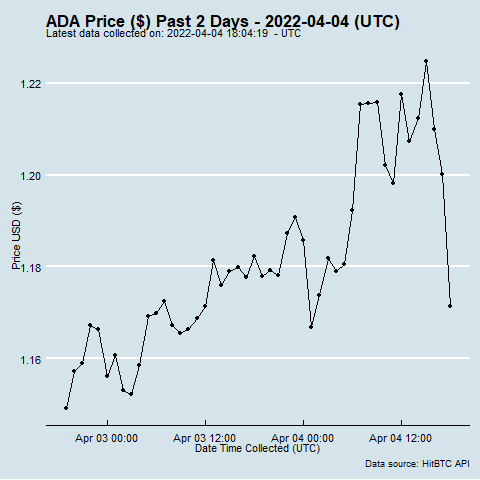 ADA Price ($) Past 2 Days - 2022-04-04 (UTC)
Latest data collected on: 2022-04-04 18:04:19 - UTC
1.22
1.20
1.18
1.16
Price USD ($)
Apr 03 00:00 Apr 03 12:00 Apr 04 00:00 Apr 04 12:00
Date Time Collected (UTC)
Data source: HitBTC API